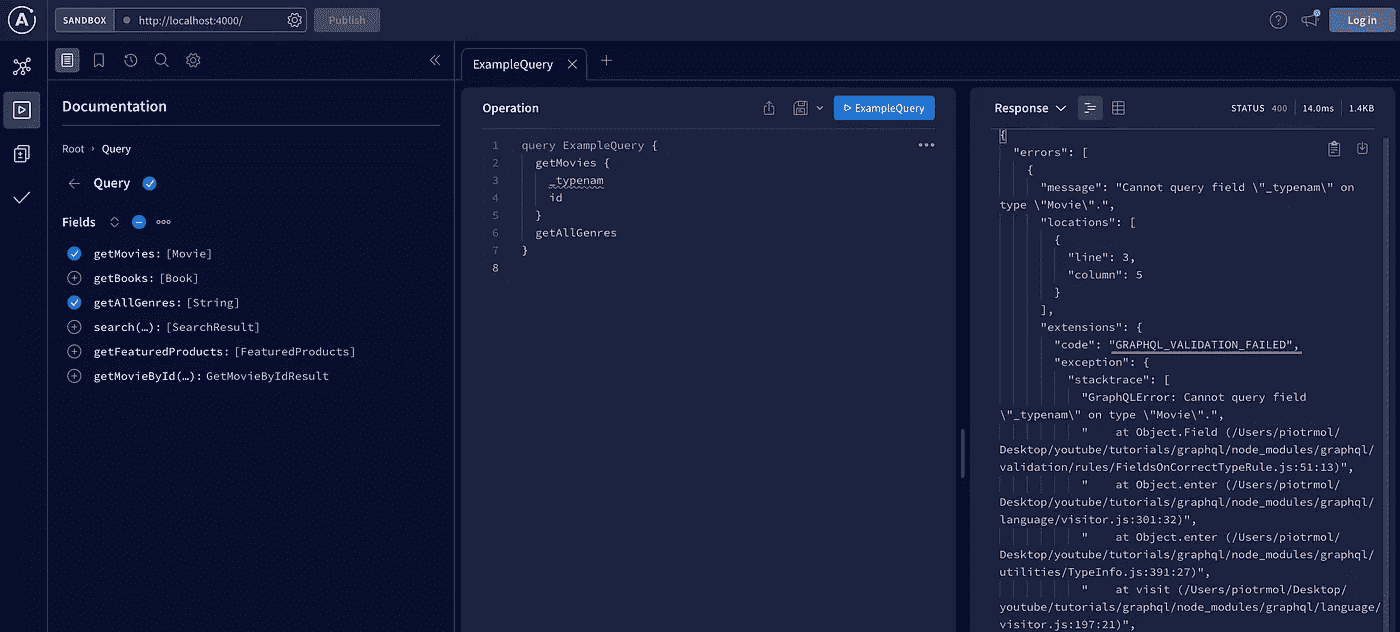 SANDBOX http://localhost:4000/ Publish Log in
Documentation
Root › Query
Query
Fields
getMovies: [Movie]
getBooks: [Book]
getAllGenres: [String]
search(…): [SearchResult]
getFeaturedProducts: [FeaturedProducts]
getMovieById(…): GetMovieByIdResult
ExampleQuery
Operation
ExampleQuery
1 query ExampleQuery {
2 getMovies {
3 _typenam
4 id
5 }
6 getAllGenres
7 }
8
Response STATUS 400 14.0ms 1.4KB
{
"errors": [
{
"message": "Cannot query field \"_typenam\" on
type \"Movie\".",
"locations": [
{
"line": 3,
"column": 5
}
],
"extensions": {
"code": "GRAPHQL_VALIDATION_FAILED",
"exception": {
"stacktrace": [
"GraphQLError: Cannot query field
\"_typenam\" on type \"Movie\".",
"    at Object.Field (/Users/piotrmol/
Desktop/youtube/tutorials/graphql/node_modules/graphql/
validation/rules/FieldsOnCorrectTypeRule.js:51:13)",
"    at Object.enter (/Users/piotrmol/
Desktop/youtube/tutorials/graphql/node_modules/graphql/
language/visitor.js:301:32)",
"    at Object.enter (/Users/piotrmol/
Desktop/youtube/tutorials/graphql/node_modules/graphql/
utilities/TypeInfo.js:391:27)",
"    at visit (/Users/piotrmol/Desktop/
youtube/tutorials/graphql/node_modules/graphql/language/
visitor.js:197:21)",